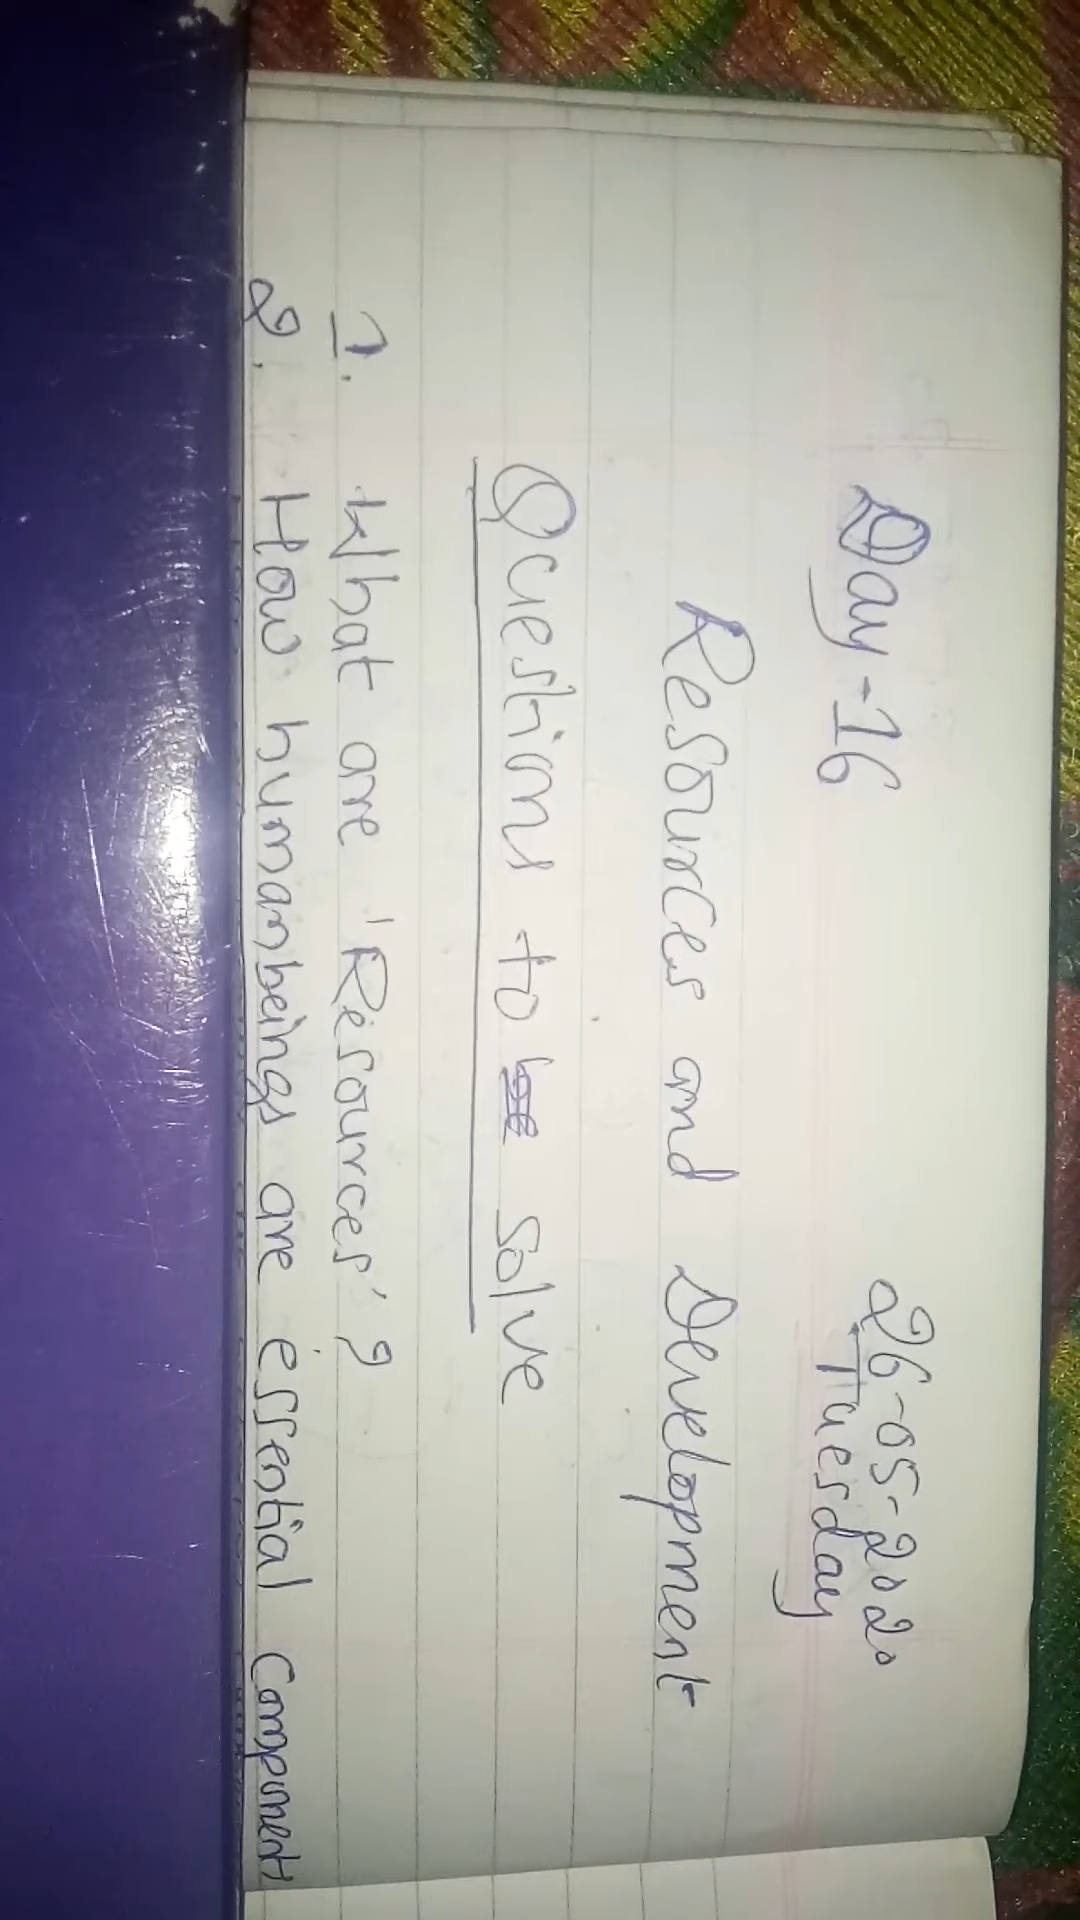 Day-16 26-05-2020
Tuesday
Resources and Development
Questions to solve
1. What are 'Resources'?
2. How humanbeings are essential components